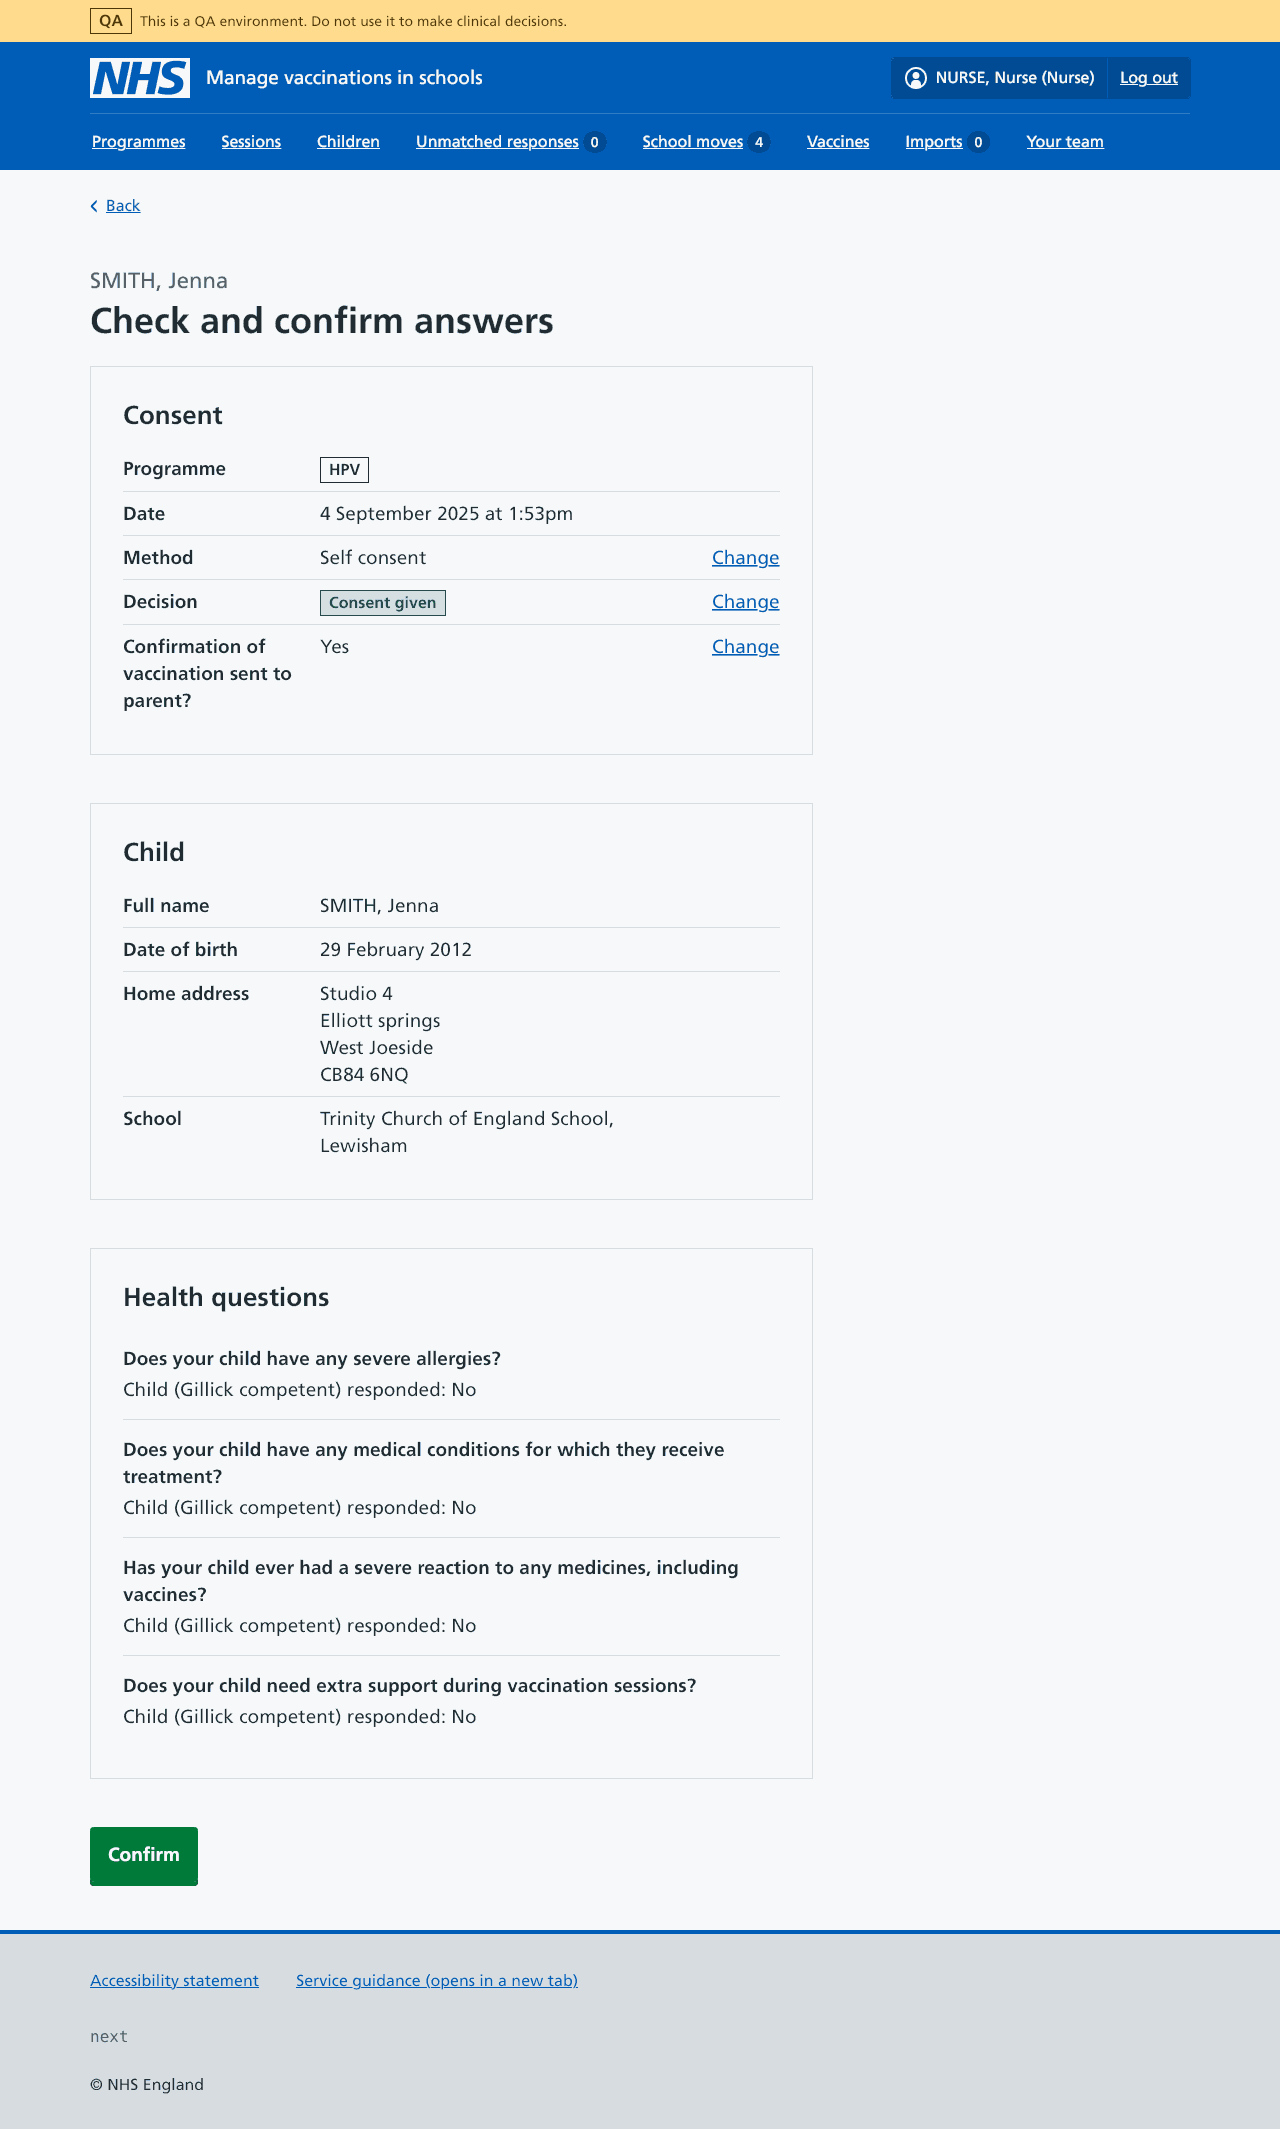 QA This is a QA environment. Do not use it to make clinical decisions.
NHS Manage vaccinations in schools NURSE, Nurse (Nurse) Log out
Programmes Sessions Children Unmatched responses 0 School moves 4 Vaccines Imports 0 Your team
Back
SMITH, Jenna
Check and confirm answers
Consent
Programme HPV
Date 4 September 2025 at 1:53pm
Method Self consent Change
Decision Consent given Change
Confirmation of Yes Change
vaccination sent to
parent?
Child
Full name SMITH, Jenna
Date of birth 29 February 2012
Home address Studio 4
Elliott springs
West Joeside
CB84 6NQ
School Trinity Church of England School,
Lewisham
Health questions
Does your child have any severe allergies?
Child (Gillick competent) responded: No
Does your child have any medical conditions for which they receive
treatment?
Child (Gillick competent) responded: No
Has your child ever had a severe reaction to any medicines, including
vaccines?
Child (Gillick competent) responded: No
Does your child need extra support during vaccination sessions?
Child (Gillick competent) responded: No
Confirm
Accessibility statement Service guidance (opens in a new tab)
next
© NHS England